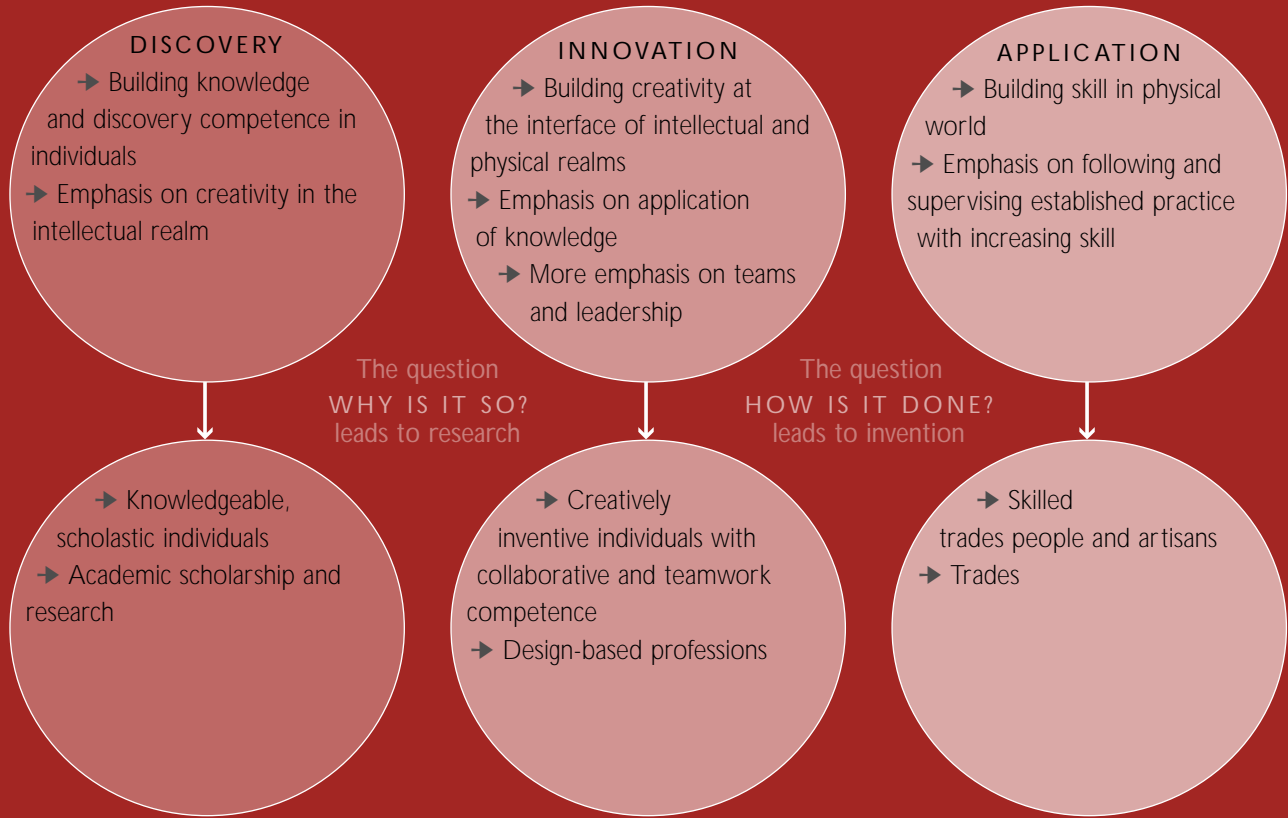 DISCOVERY
➔ Building knowledge
and discovery competence in
individuals
➔ Emphasis on creativity in the
intellectual realm
INNOVATION
➔ Building creativity at
the interface of intellectual and
physical realms
➔ Emphasis on application
of knowledge
➔ More emphasis on teams
and leadership
APPLICATION
➔ Building skill in physical
world
➔ Emphasis on following and
supervising established practice
with increasing skill
The question
WHY IS IT SO?
leads to research
The question
HOW IS IT DONE?
leads to invention
➔ Knowledgeable,
scholastic individuals
➔ Academic scholarship and
research
➔ Creatively
inventive individuals with
collaborative and teamwork
competence
➔ Design-based professions
➔ Skilled
trades people and artisans
➔ Trades